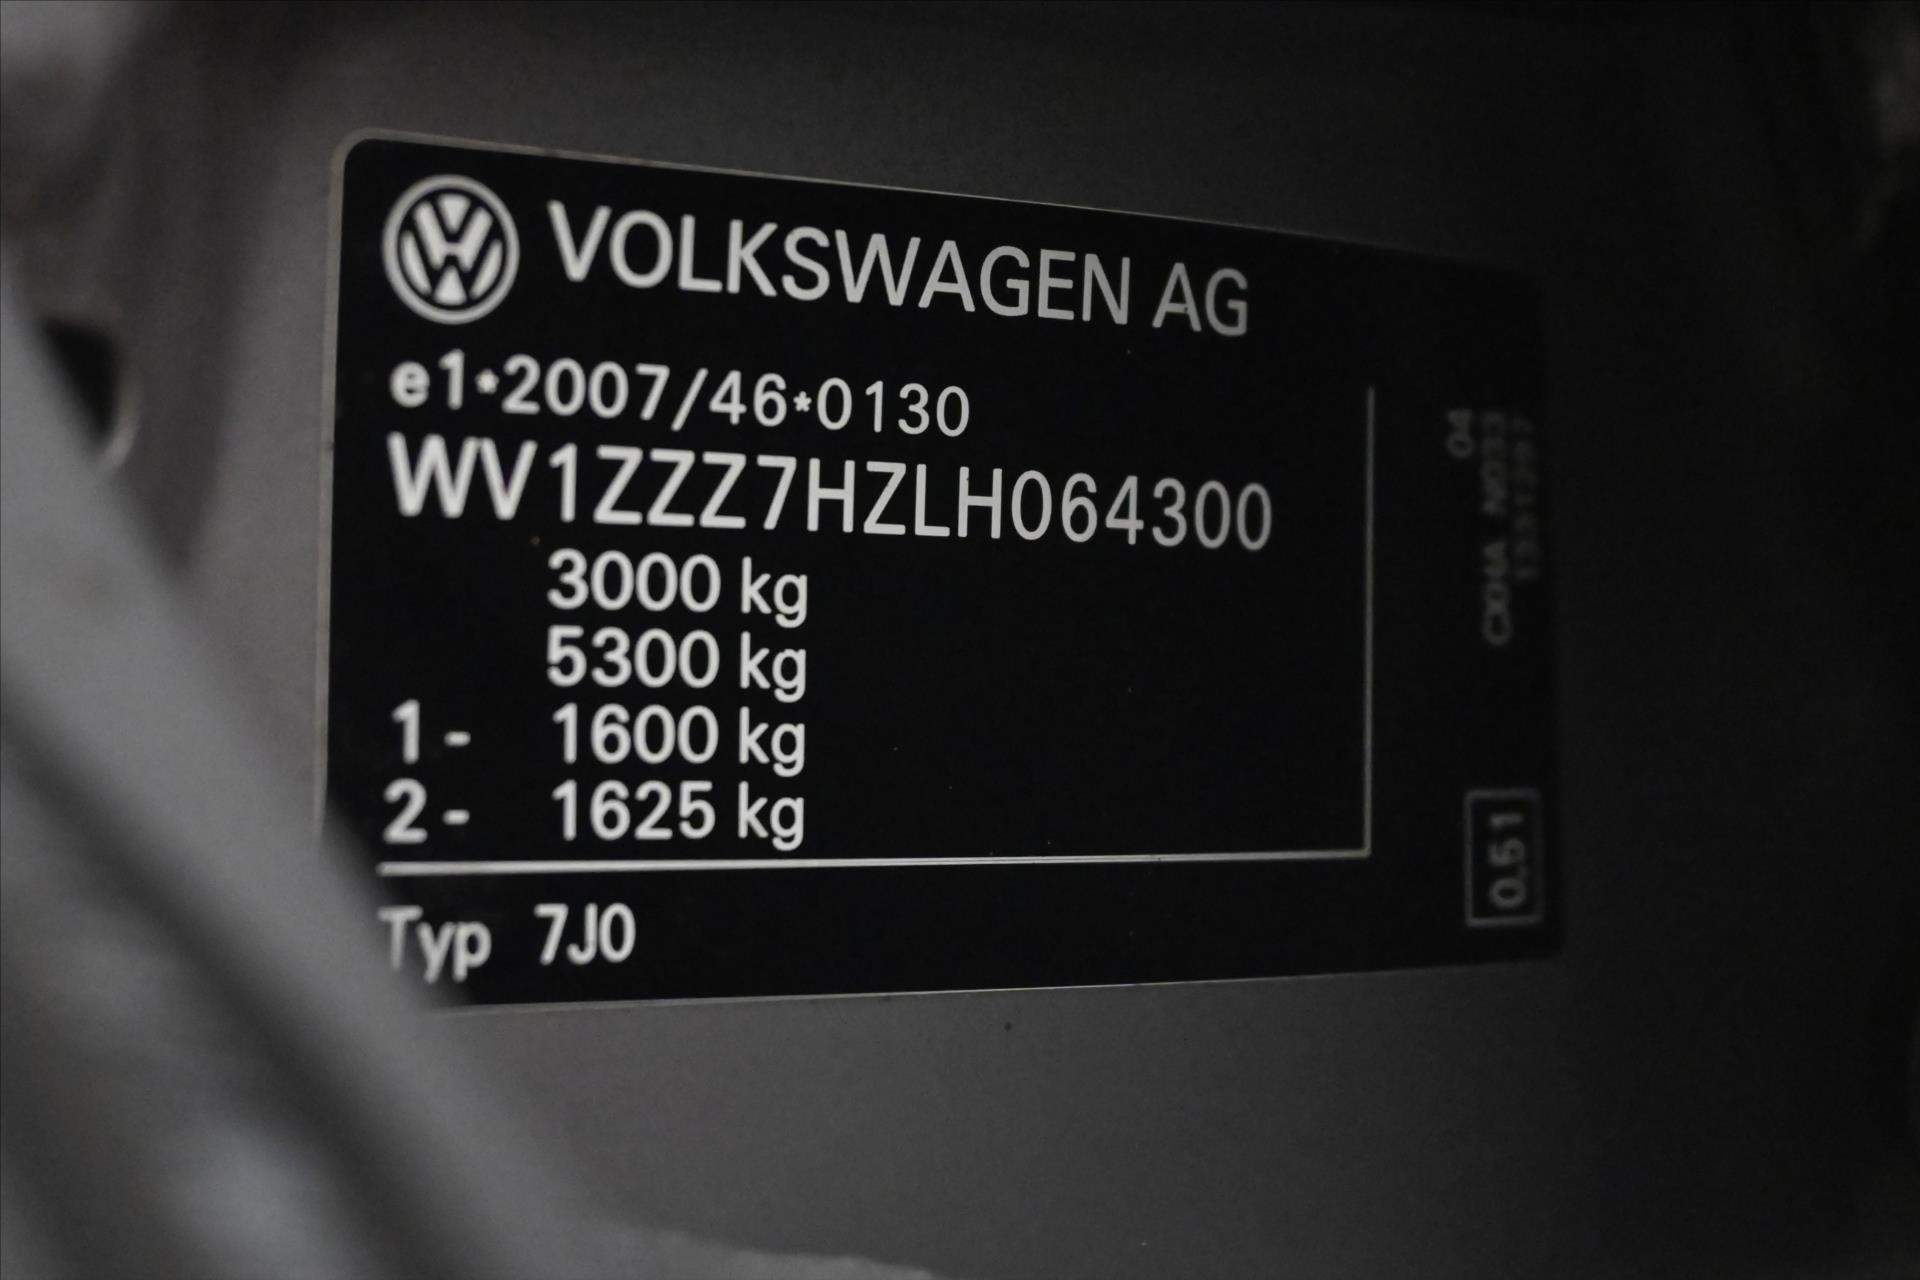 VOLKSWAGEN AG
e1*2007/46*0130
WV1ZZZ7HZLH064300
3000 kg
5300 kg
1 - 1600 kg
2 - 1625 kg
Typ 7J0
04
0.51